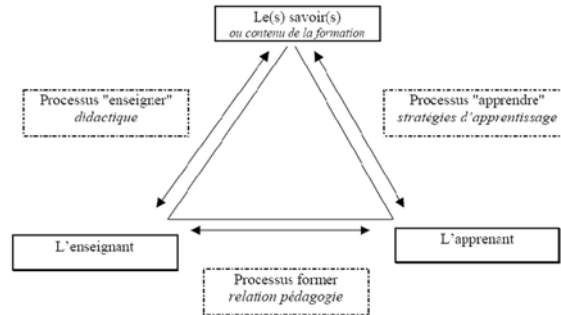 Le(s) savoir(s)
ou contenu de la formation
Processus "enseigner"
didactique
Processus "apprendre"
stratégies d'apprentissage
L'enseignant
L'apprenant
Processus former
relation pédagogie